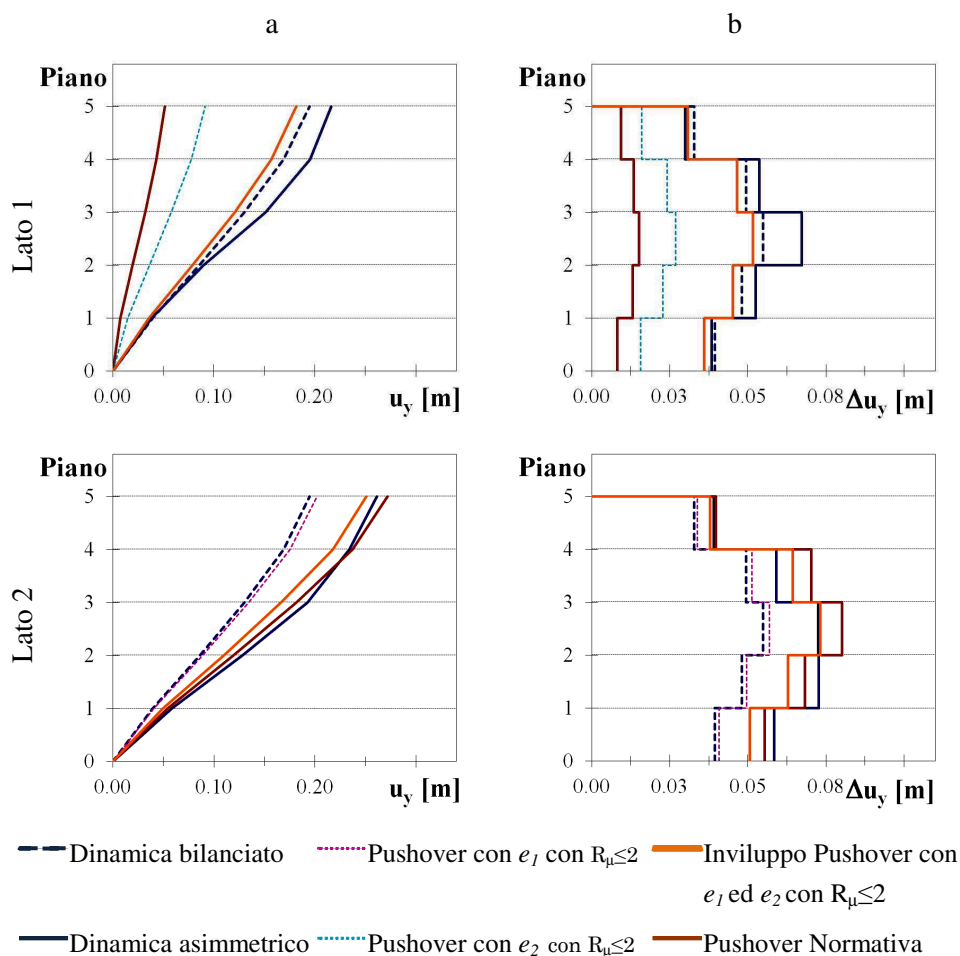 a
b
Lato 1
Piano
5
4
3
2
1
0
0.00
0.10
0.20
u_y [m]
Piano
5
4
3
2
1
0
0.00
0.03
0.05
0.08
Δu_y [m]
Lato 2
Piano
5
4
3
2
1
0
0.00
0.10
0.20
u_y [m]
Piano
5
4
3
2
1
0
0.00
0.03
0.05
0.08
Δu_y [m]
Dinamica bilanciato
Pushover con e₁ con Rμ≤2
Inviluppo Pushover con
e₁ ed e₂ con Rμ≤2
Dinamica asimmetrico
Pushover con e₂ con Rμ≤2
Pushover Normativa